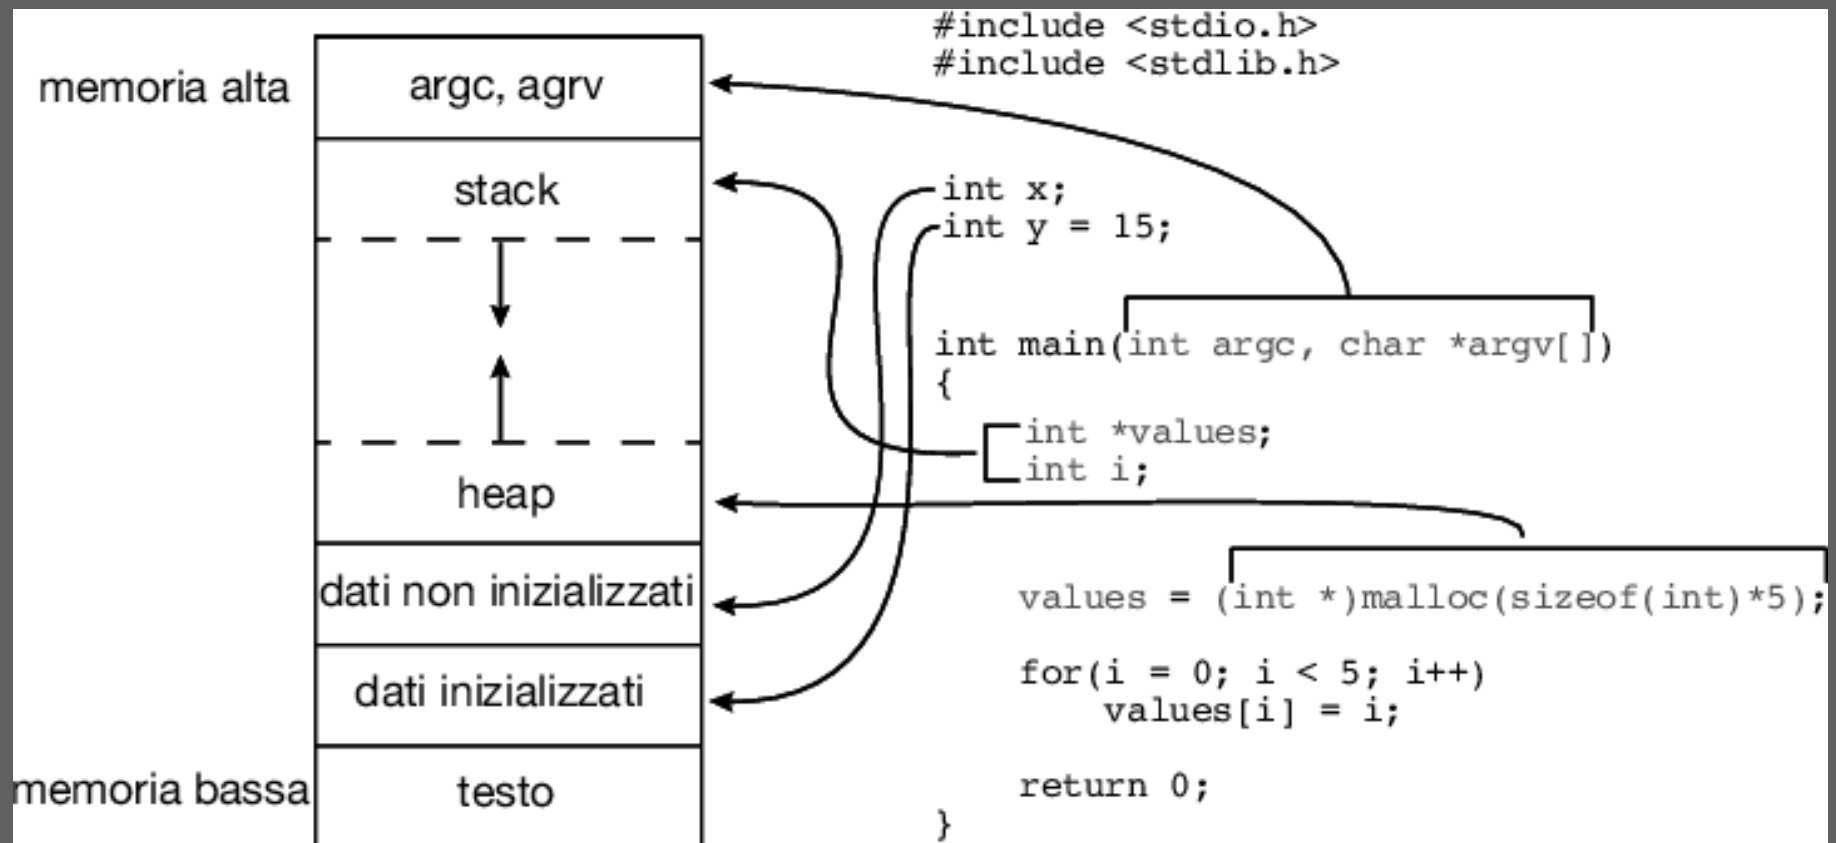 memoria alta
argc, agrv
stack
heap
dati non inizializzati
dati inizializzati
memoria bassa
testo
#include <stdio.h>
#include <stdlib.h>
int x;
int y = 15;
int main(int argc, char *argv[])
{
int *values;
int i;
values = (int *)malloc(sizeof(int)*5);
for(i = 0; i < 5; i++)
values[i] = i;
return 0;
}